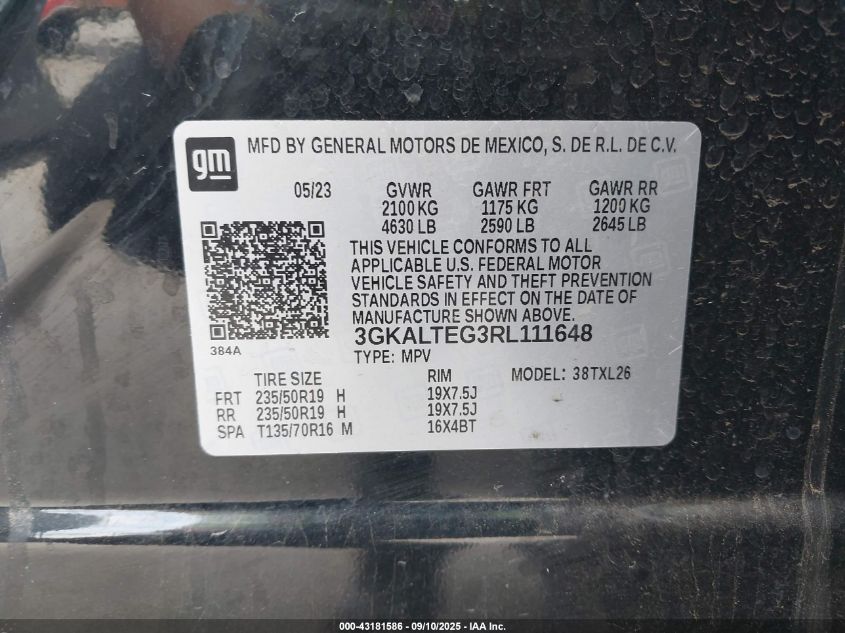 gm
MFD BY GENERAL MOTORS DE MEXICO, S. DE R.L. DE C.V.
05/23 GVWR GAWR FRT GAWR RR
2100 KG 1175 KG 1200 KG
4630 LB 2590 LB 2645 LB
THIS VEHICLE CONFORMS TO ALL
APPLICABLE U.S. FEDERAL MOTOR
VEHICLE SAFETY AND THEFT PREVENTION
STANDARDS IN EFFECT ON THE DATE OF
MANUFACTURE SHOWN ABOVE.
3GKALTEG3RL111648
384A
TYPE: MPV
TIRE SIZE RIM MODEL: 38TXL26
FRT 235/50R19 H 19X7.5J
RR 235/50R19 H 19X7.5J
SPA T135/70R16 M 16X4BT
000-43181586 - 09/10/2025 - IAA Inc.